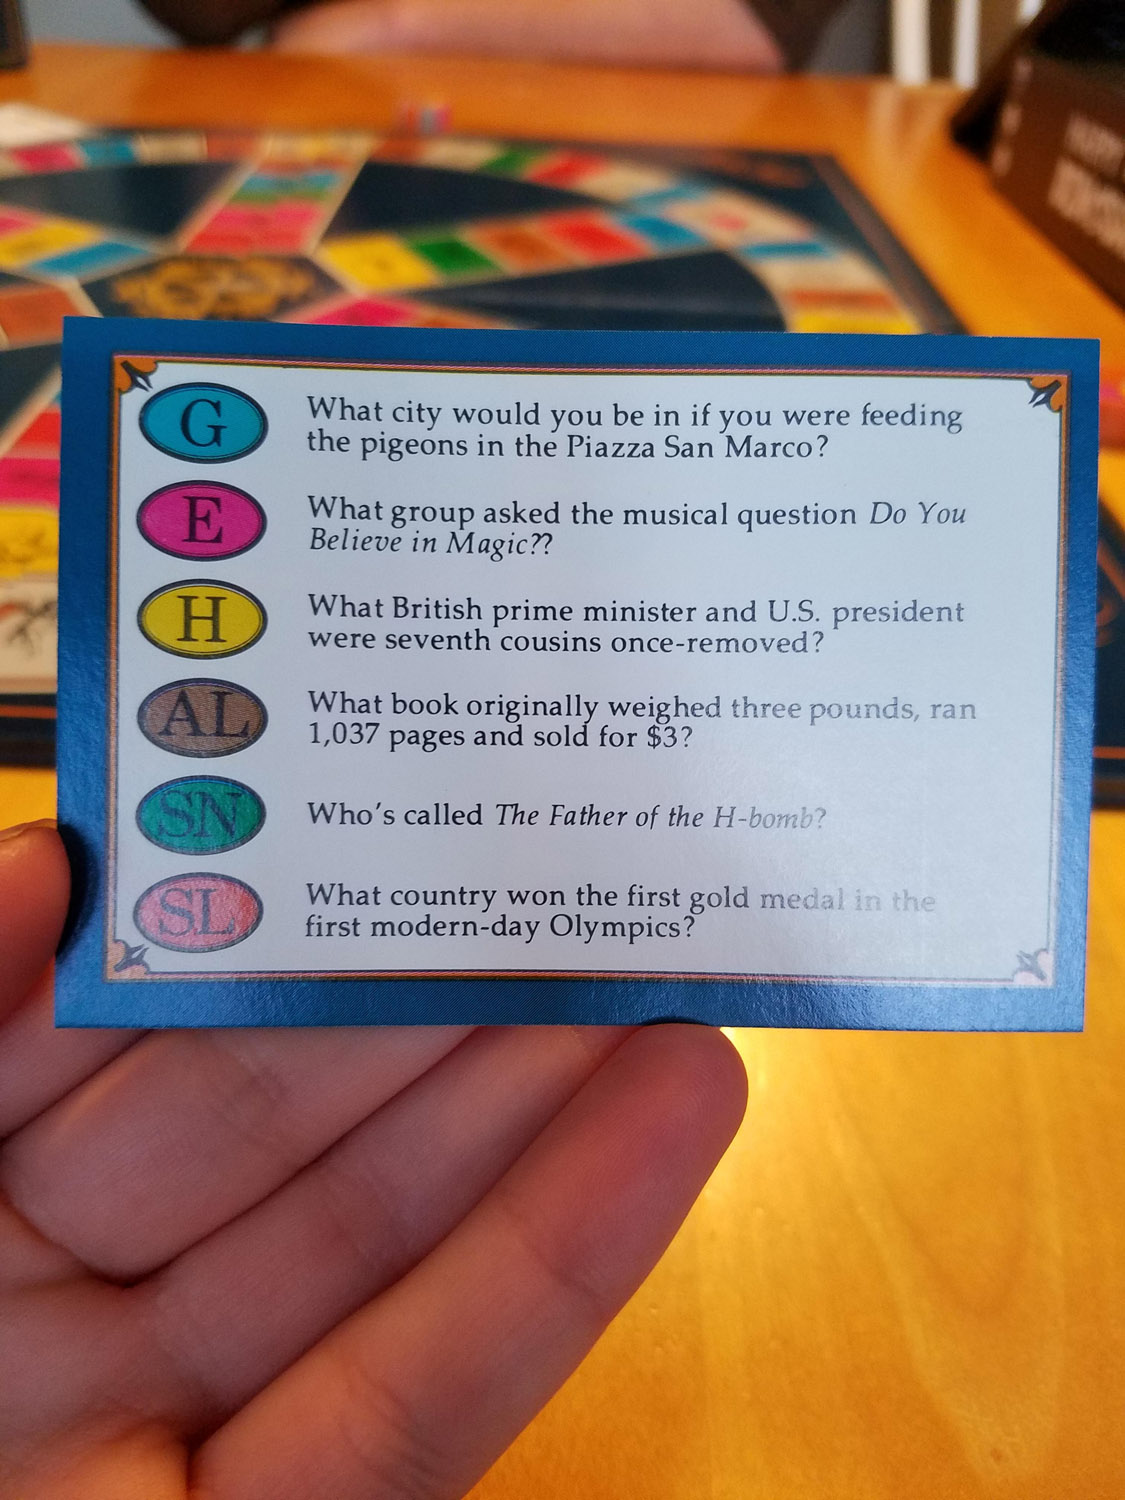 G
What city would you be in if you were feeding
the pigeons in the Piazza San Marco?
E
What group asked the musical question Do You
Believe in Magic??
H
What British prime minister and U.S. president
were seventh cousins once-removed?
AL
What book originally weighed three pounds, ran
1,037 pages and sold for $3?
SN
Who's called The Father of the H-bomb?
SL
What country won the first gold medal in the
first modern-day Olympics?